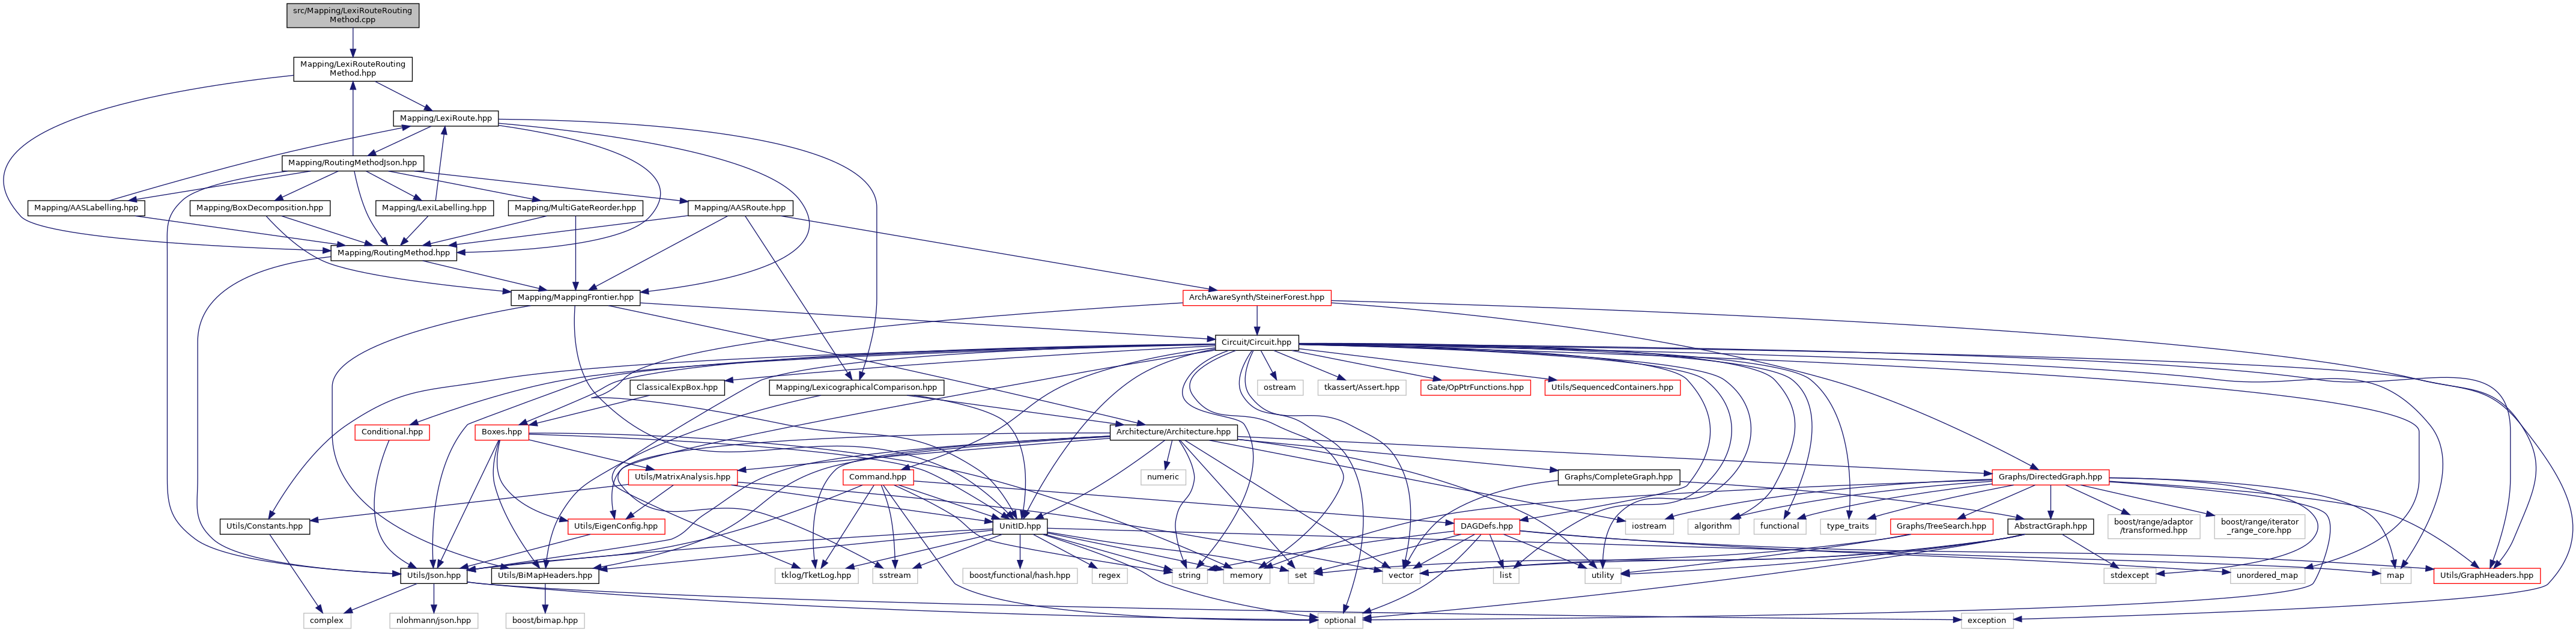 src/Mapping/LexiRouteRouting
Method.cpp
Mapping/LexiRouteRouting
Method.hpp
Mapping/LexiRoute.hpp
Mapping/RoutingMethodJson.hpp
Mapping/AASLabelling.hpp
Mapping/BoxDecomposition.hpp
Mapping/LexiLabelling.hpp
Mapping/MultiGateReorder.hpp
Mapping/AASRoute.hpp
Mapping/RoutingMethod.hpp
Mapping/MappingFrontier.hpp
ArchAwareSynth/SteinerForest.hpp
Circuit/Circuit.hpp
ClassicalExpBox.hpp
Mapping/LexicographicalComparison.hpp
ostream
tkassert/Assert.hpp
Gate/OpPtrFunctions.hpp
Utils/SequencedContainers.hpp
Conditional.hpp
Boxes.hpp
Architecture/Architecture.hpp
Utils/MatrixAnalysis.hpp
Command.hpp
numeric
Graphs/CompleteGraph.hpp
Graphs/DirectedGraph.hpp
Utils/Constants.hpp
Utils/EigenConfig.hpp
UnitID.hpp
DAGDefs.hpp
iostream
algorithm
functional
type_traits
Graphs/TreeSearch.hpp
AbstractGraph.hpp
boost/range/adaptor
/transformed.hpp
boost/range/iterator
_range_core.hpp
Utils/Json.hpp
Utils/BiMapHeaders.hpp
tklog/TketLog.hpp
sstream
boost/functional/hash.hpp
regex
string
memory
set
vector
list
utility
stdexcept
unordered_map
map
Utils/GraphHeaders.hpp
complex
nlohmann/json.hpp
boost/bimap.hpp
optional
exception